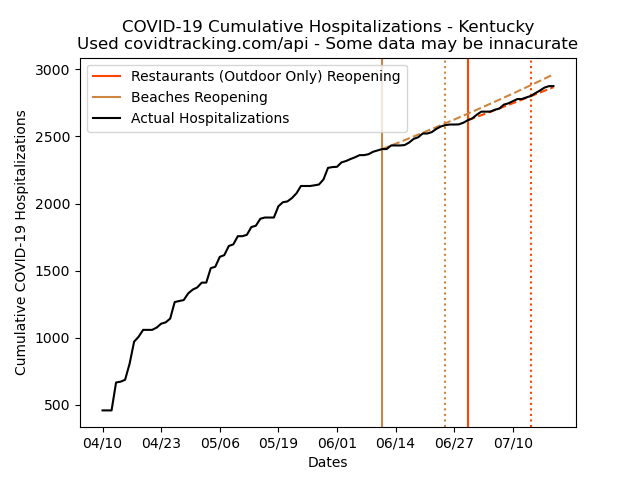 COVID-19 Cumulative Hospitalizations - Kentucky
Used covidtracking.com/api - Some data may be innacurate
Restaurants (Outdoor Only) Reopening
Beaches Reopening
Actual Hospitalizations
Cumulative COVID-19 Hospitalizations
3000
2500
2000
1500
1000
500
04/10 04/23 05/06 05/19 06/01 06/14 06/27 07/10
Dates